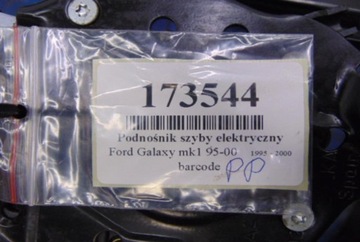 173544
Podnośnik szyby elektryczny
Ford Galaxy mk1 95-00 1995 - 2000
barcode PP